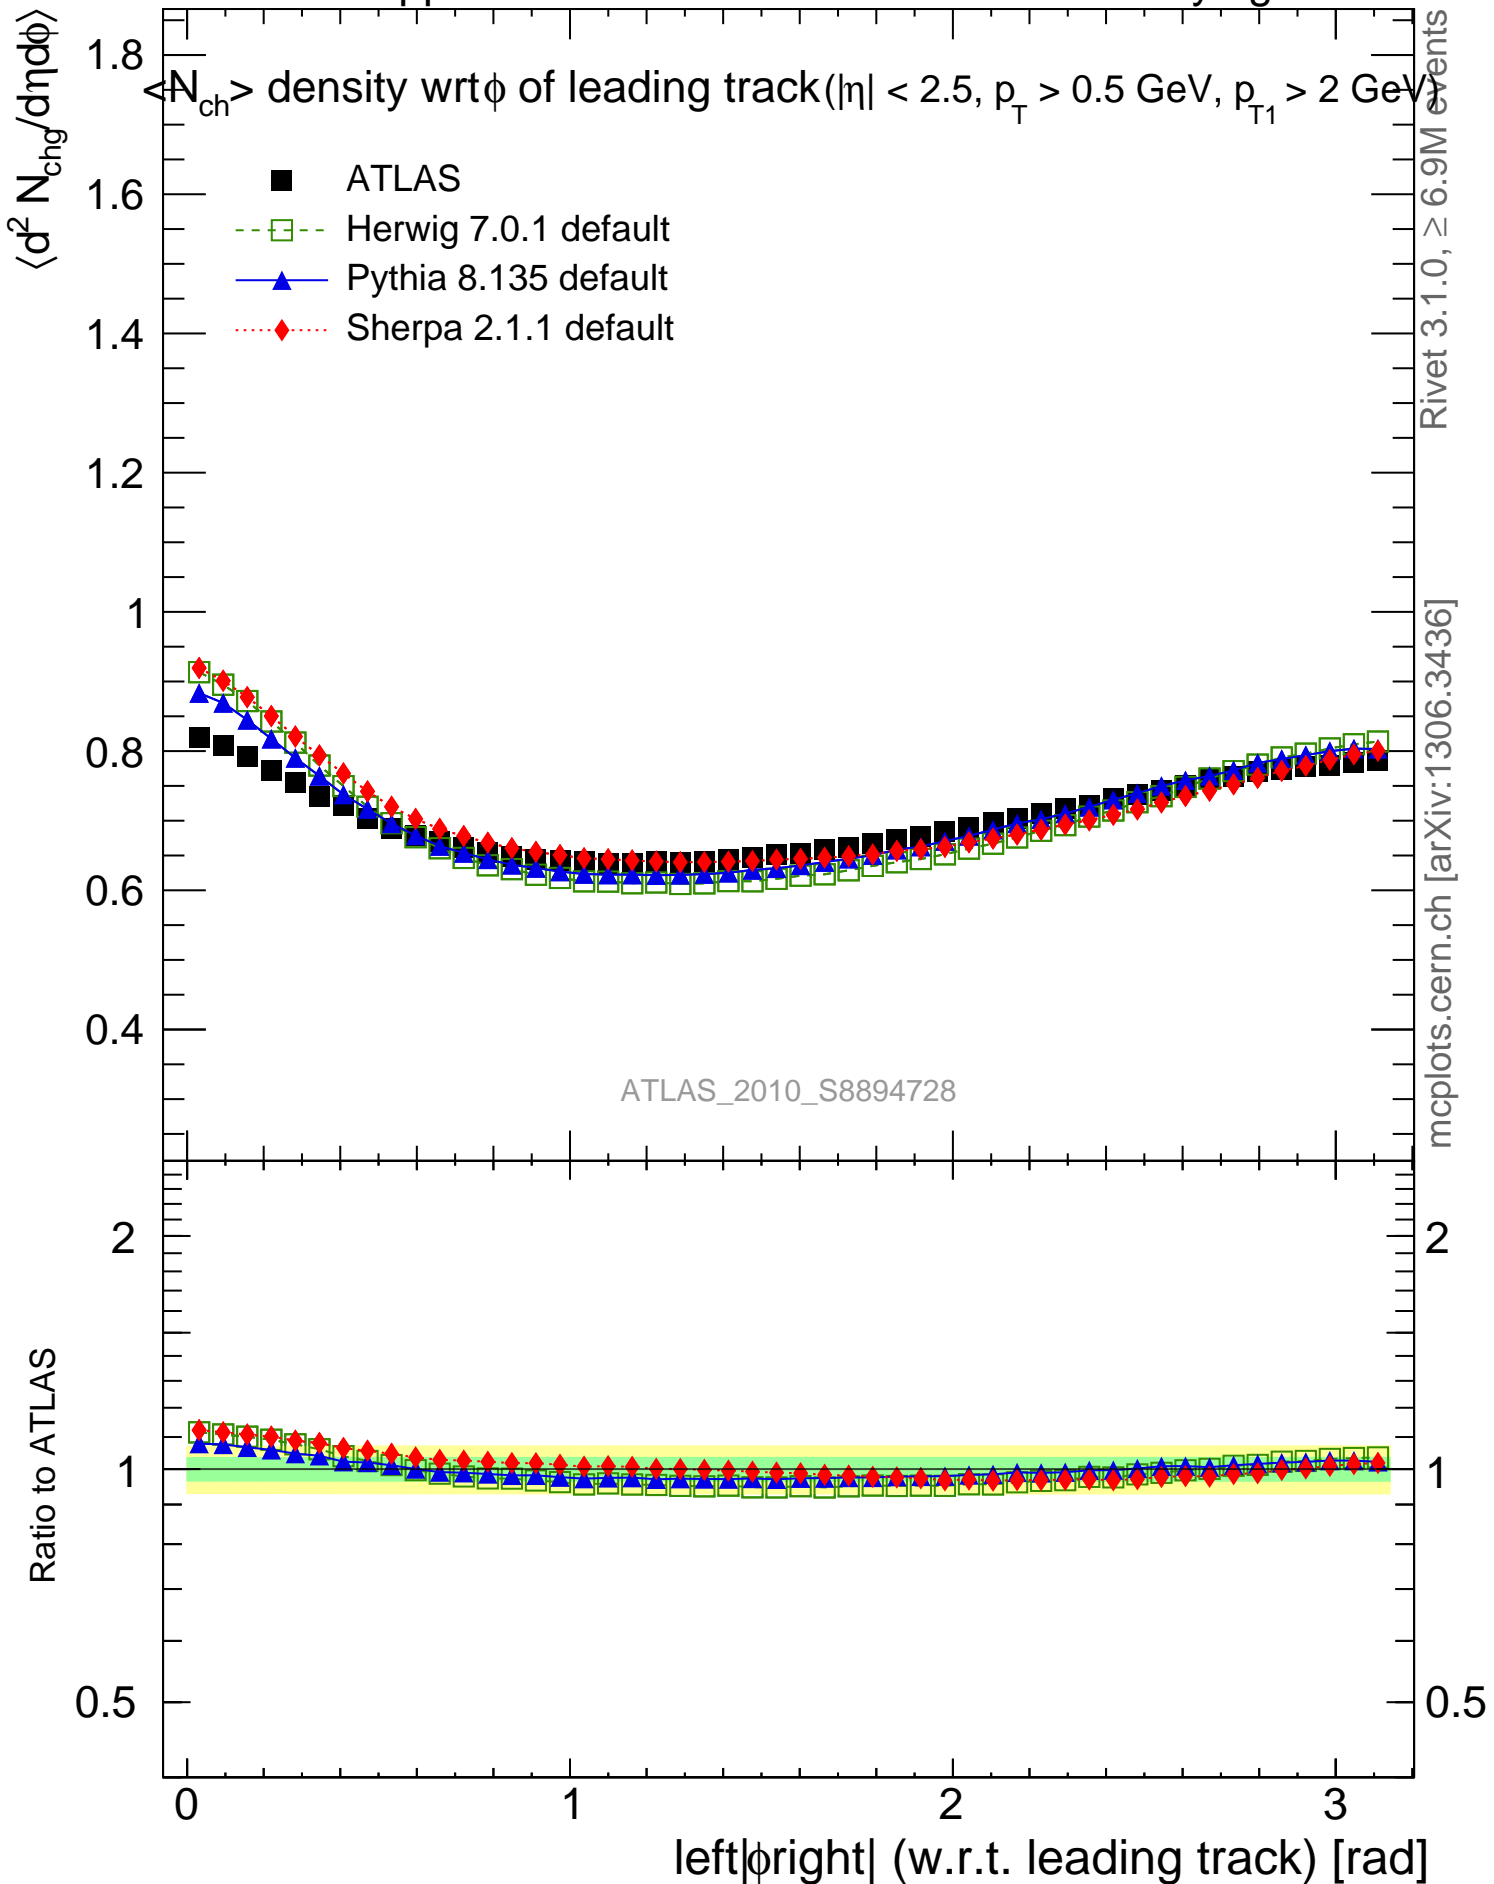 ⟨d² N_chg/dηdϕ⟩
<N_ch> density wrtϕ of leading track(|η| < 2.5, p_T > 0.5 GeV, p_T1 > 2 GeV)
ATLAS
Herwig 7.0.1 default
Pythia 8.135 default
Sherpa 2.1.1 default
1.8
1.6
1.4
1.2
1
0.8
0.6
0.4
ATLAS_2010_S8894728
Rivet 3.1.0, ≥ 6.9M events
mcplots.cern.ch [arXiv:1306.3436]
Ratio to ATLAS
2
1
0.5
2
1
0.5
0
1
2
3
left|ϕright| (w.r.t. leading track) [rad]